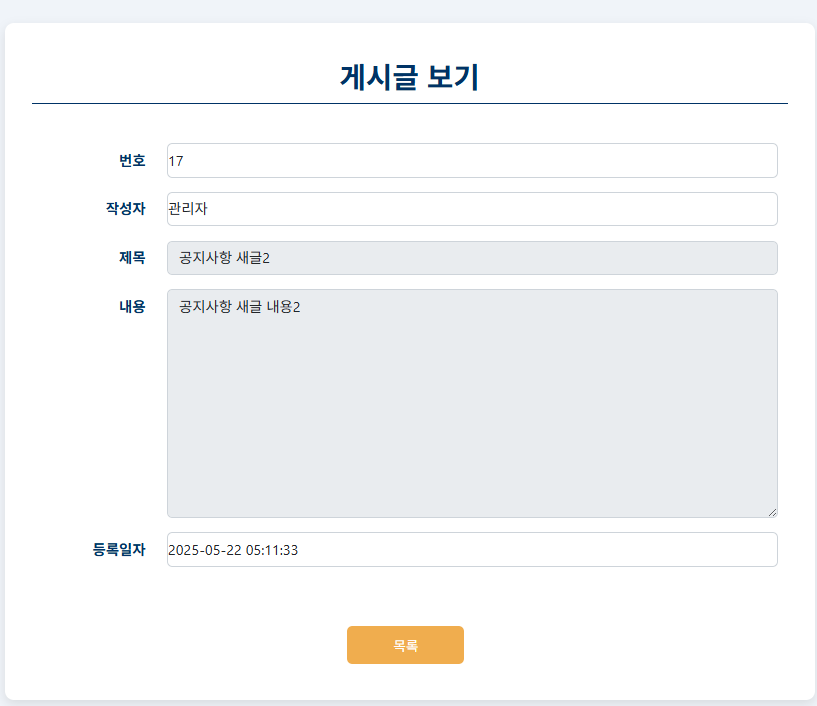 게시글 보기
번호 17
작성자 관리자
제목 공지사항 새글2
내용 공지사항 새글 내용2
등록일자 2025-05-22 05:11:33
목록